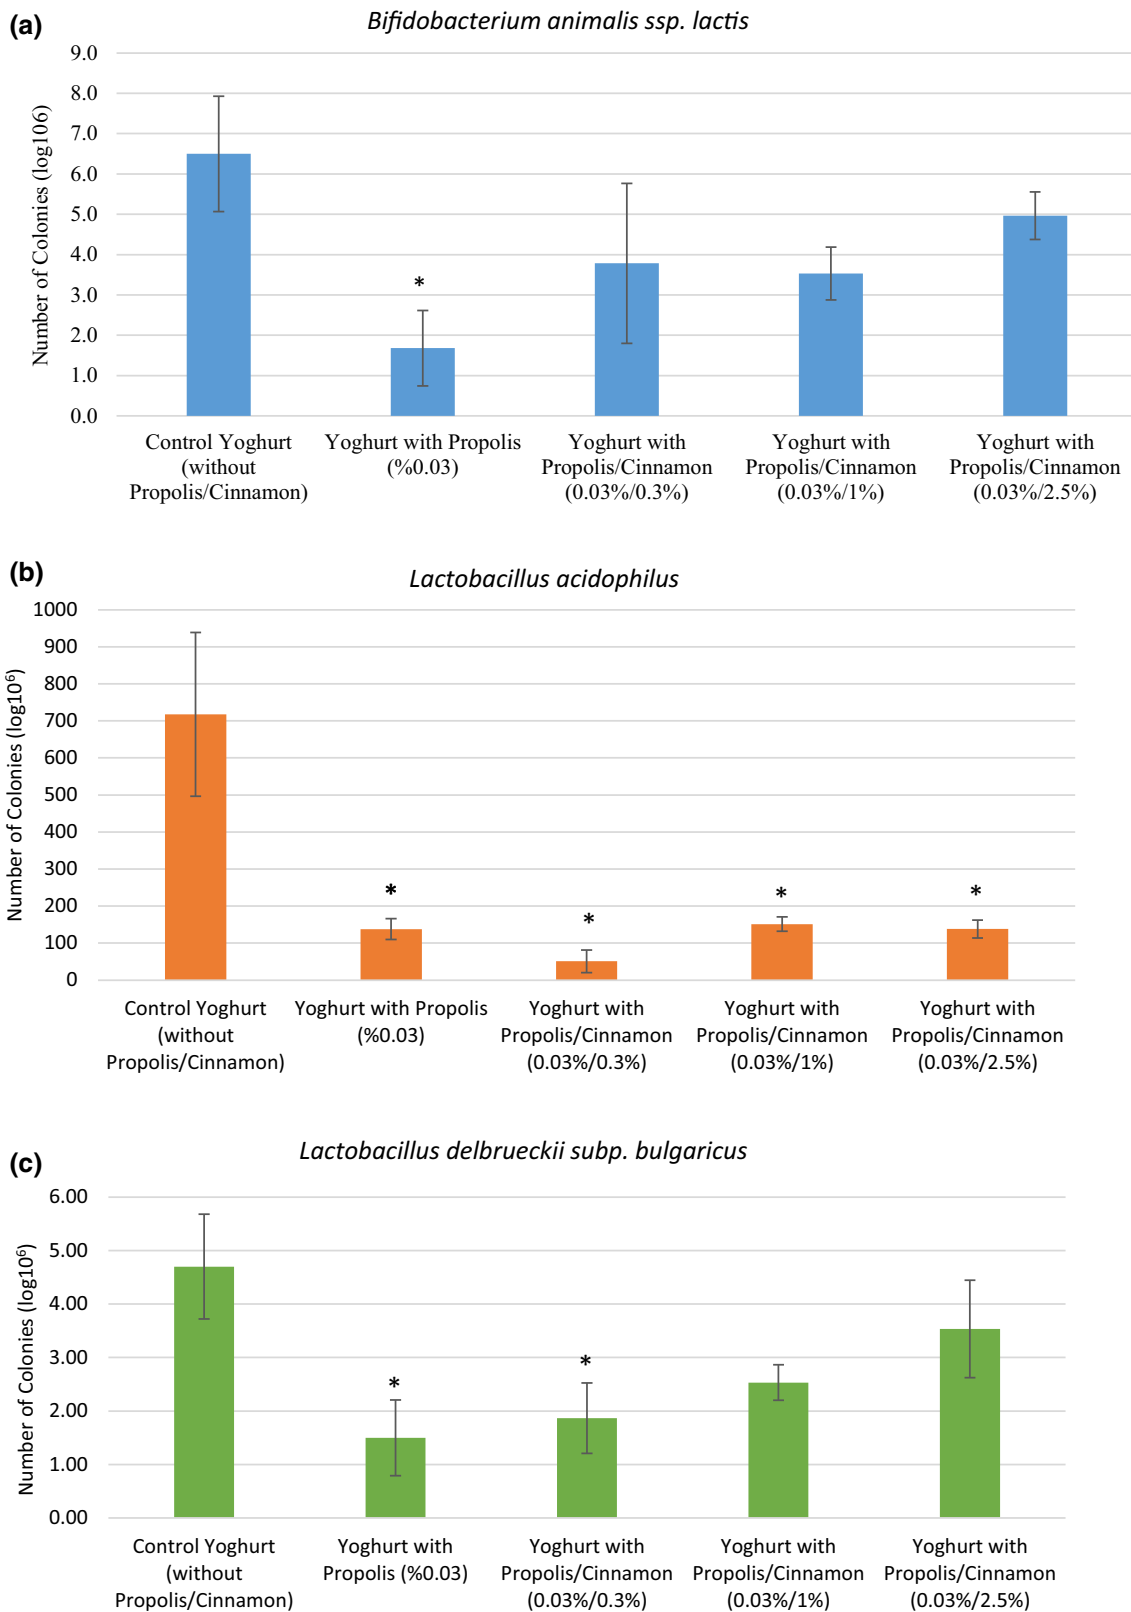 (a)
Bifidobacterium animalis ssp. lactis
Number of Colonies (log106)
9.0
8.0
7.0
6.0
5.0
4.0
3.0
2.0
1.0
0.0
*
Control Yoghurt
(without
Propolis/Cinnamon)
Yoghurt with Propolis
(%0.03)
Yoghurt with
Propolis/Cinnamon
(0.03%/0.3%)
Yoghurt with
Propolis/Cinnamon
(0.03%/1%)
Yoghurt with
Propolis/Cinnamon
(0.03%/2.5%)
(b)
Lactobacillus acidophilus
Number of Colonies (log10⁶)
1000
900
800
700
600
500
400
300
200
100
0
*
*
*
*
Control Yoghurt
(without
Propolis/Cinnamon)
Yoghurt with Propolis
(%0.03)
Yoghurt with
Propolis/Cinnamon
(0.03%/0.3%)
Yoghurt with
Propolis/Cinnamon
(0.03%/1%)
Yoghurt with
Propolis/Cinnamon
(0.03%/2.5%)
(c)
Lactobacillus delbrueckii subp. bulgaricus
Number of Colonies (log10⁶)
6.00
5.00
4.00
3.00
2.00
1.00
0.00
*
*
Control Yoghurt
(without
Propolis/Cinnamon)
Yoghurt with
Propolis (%0.03)
Yoghurt with
Propolis/Cinnamon
(0.03%/0.3%)
Yoghurt with
Propolis/Cinnamon
(0.03%/1%)
Yoghurt with
Propolis/Cinnamon
(0.03%/2.5%)